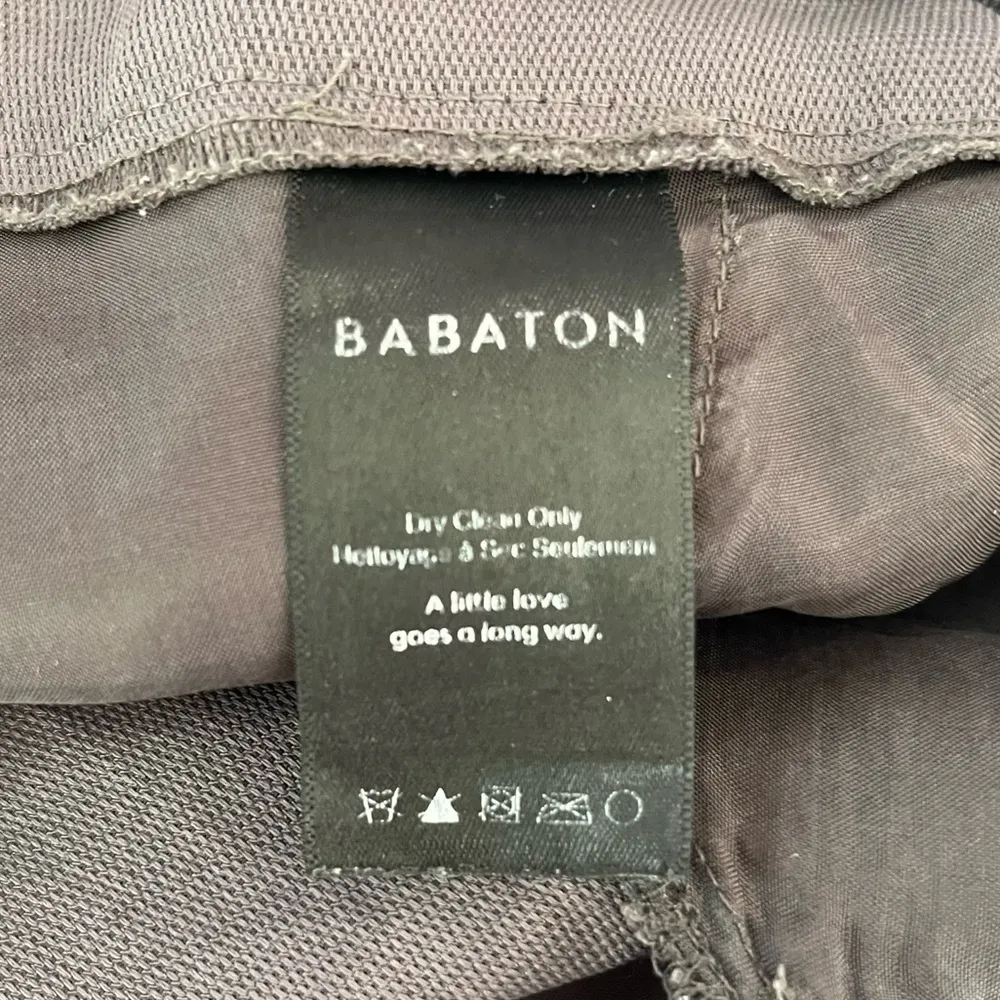 BABATON
Dry Clean Only
Nettoyage à Sec Seulement
A little love
goes a long way.